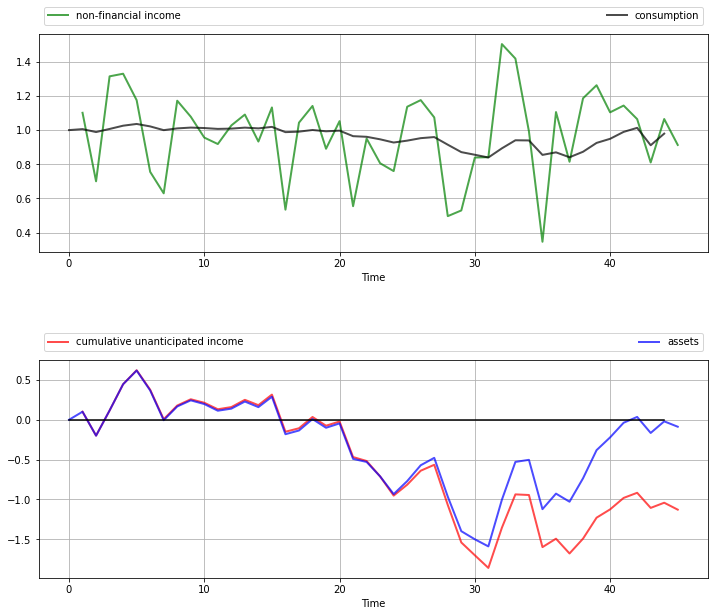 non-financial income consumption
1.4
1.2
1.0
0.8
0.6
0.4
0 10 20 30 40
Time
cumulative unanticipated income assets
0.5
0.0
−0.5
−1.0
−1.5
0 10 20 30 40
Time